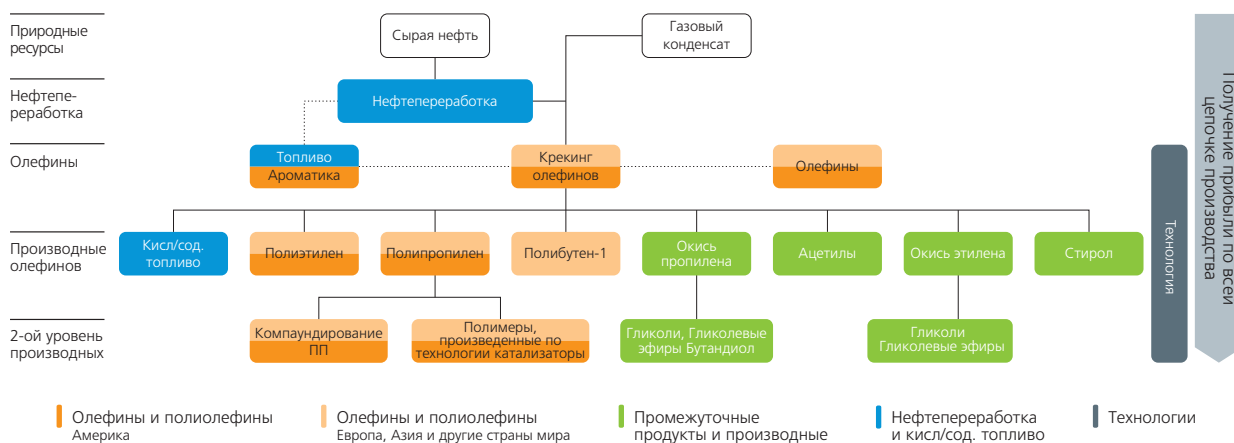 Природные
ресурсы
Сырая нефть
Газовый
конденсат
Нефтепе-
реработка
Нефтепереработка
Олефины
Топливо
Ароматика
Крекинг
олефинов
Олефины
Производные
олефинов
Кисл/сод.
топливо
Полиэтилен
Полипропилен
Полибутен-1
Окись
пропилена
Ацетилы
Окись этилена
Стирол
2-ой уровень
производных
Компаундирование
ПП
Полимеры,
произведенные по
технологии катализаторы
Гликоли, Гликолевые
эфиры Бутандиол
Гликоли
Гликолевые эфиры
Технология
Получение прибыли по всей
цепочке производства
Олефины и полиолефины
Америка
Олефины и полиолефины
Европа, Азия и другие страны мира
Промежуточные
продукты и производные
Нефтепереработка
и кисл/сод. топливо
Технологии